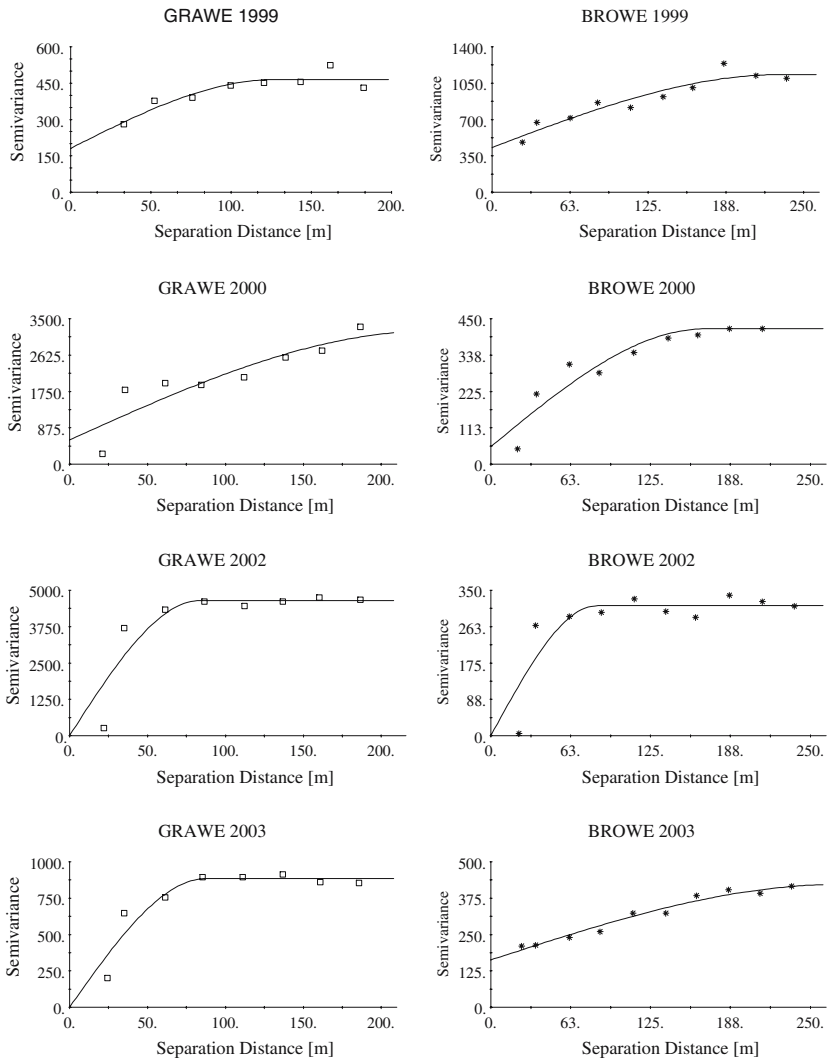 GRAWE 1999
Semivariance
600.
450.
300.
150.
0.
0. 50. 100. 150. 200.
Separation Distance [m]
BROWE 1999
Semivariance
1400.
1050.
700.
350.
0.
0. 63. 125. 188. 250.
Separation Distance [m]
GRAWE 2000
Semivariance
3500.
2625.
1750.
875.
0.
0. 50. 100. 150. 200.
Separation Distance [m]
BROWE 2000
Semivariance
450.
338.
225.
113.
0.
0. 63. 125. 188. 250.
Separation Distance [m]
GRAWE 2002
Semivariance
5000.
3750.
2500.
1250.
0.
0. 50. 100. 150. 200.
Separation Distance [m]
BROWE 2002
Semivariance
350.
263.
175.
88.
0.
0. 63. 125. 188. 250.
Separation Distance [m]
GRAWE 2003
Semivariance
1000.
750.
500.
250.
0.
0. 50. 100. 150. 200.
Separation Distance [m]
BROWE 2003
Semivariance
500.
375.
250.
125.
0.
0. 63. 125. 188. 250.
Separation Distance [m]